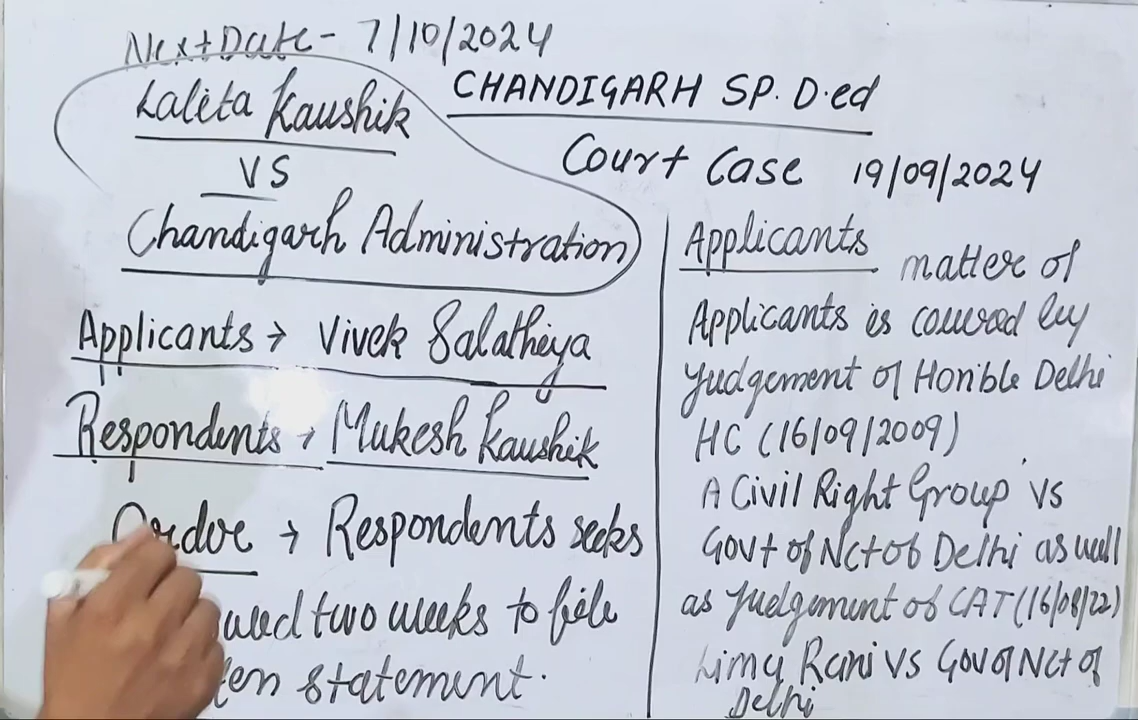 Next Date - 7/10/2024
Lalita Kaushik
VS
Chandigarh Administration
CHANDIGARH SP. D.ed
Court Case 19/09/2024
Applicants → Vivek Salathiya
Respondents → Mukesh Kaushik
Order → Respondents seeks
two weeks to file
statement.
Applicants matter of
Applicants is covered by
Judgement of Hon'ble Delhi
HC (16/09/2009)
A Civil Right Group VS
Govt of Nct of Delhi as well
as Judgement of CAT (16/08/22)
Rani VS Gov of Nct of
Delhi